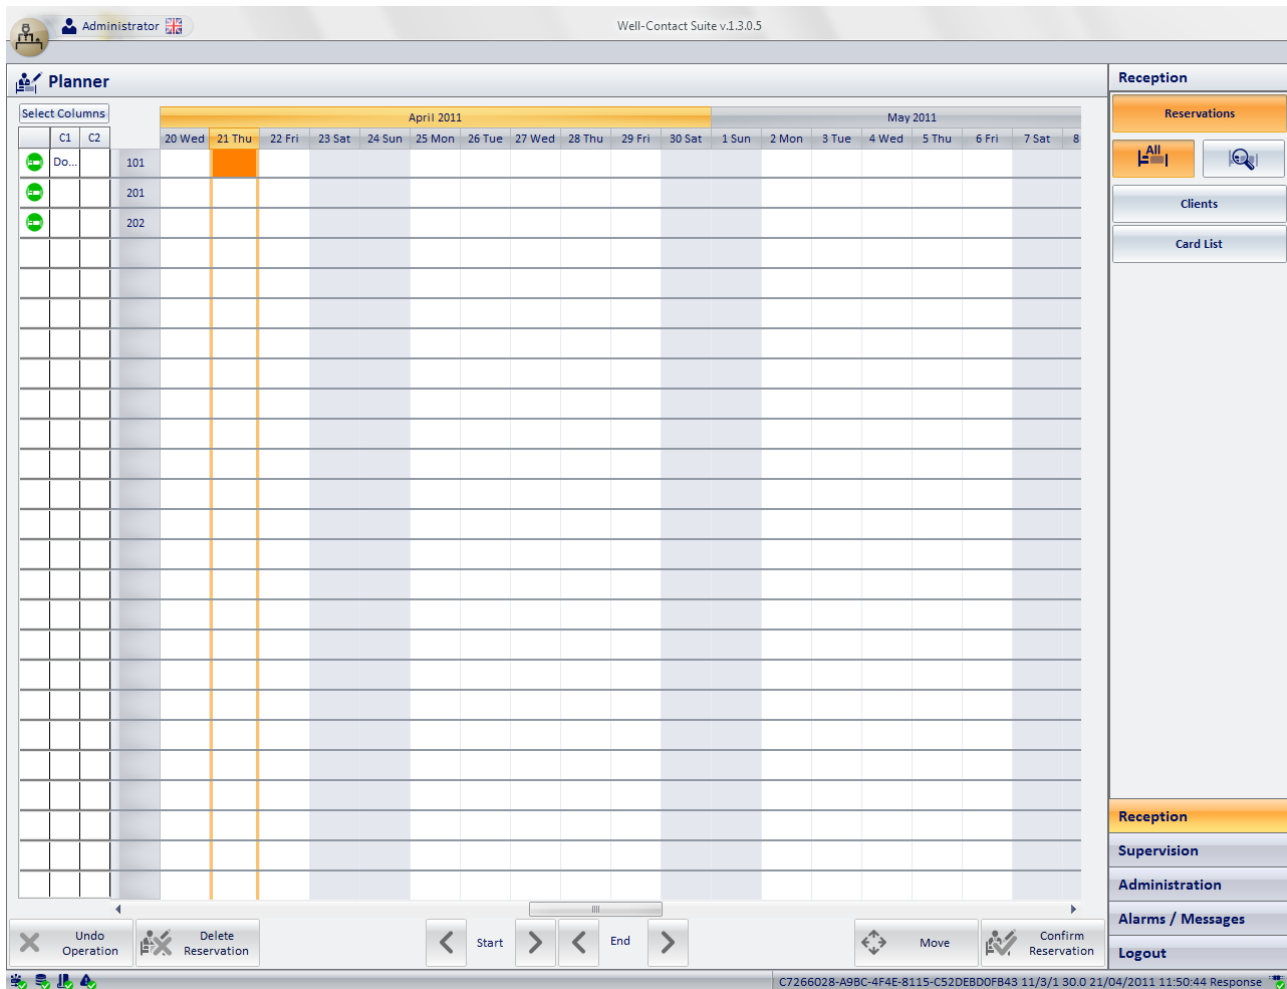 Administrator
Well-Contact Suite v.1.3.0.5
Planner
Reception
Select Columns
April 2011
May 2011
Reservations
C1 C2
20 Wed 21 Thu 22 Fri 23 Sat 24 Sun 25 Mon 26 Tue 27 Wed 28 Thu 29 Fri 30 Sat 1 Sun 2 Mon 3 Tue 4 Wed 5 Thu 6 Fri 7 Sat 8
All
Do... 101
201
202
Clients
Card List
Reception
Supervision
Administration
Alarms / Messages
Logout
Undo
Operation
Delete
Reservation
Start
End
Move
Confirm
Reservation
C7266028-A9BC-4F4E-8115-C52DEBD0FB43 11/3/1 30.0 21/04/2011 11:50:44 Response